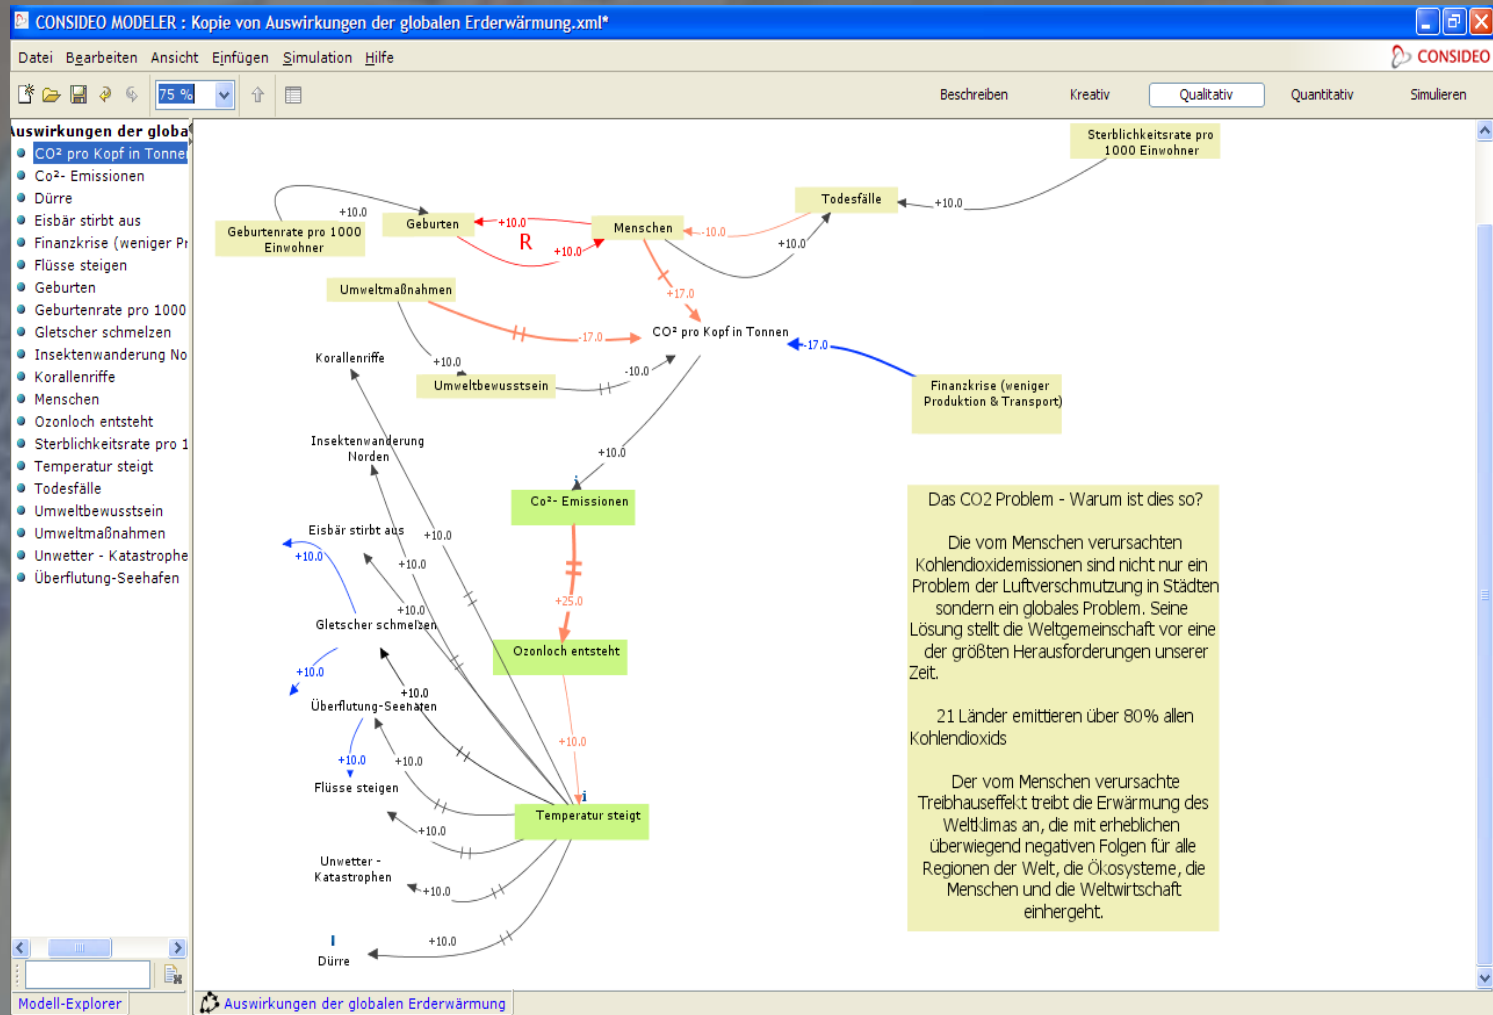 CONSIDEO MODELER : Kopie von Auswirkungen der globalen Erderwärmung.xml*
Datei Bearbeiten Ansicht Einfügen Simulation Hilfe
CONSIDEO
75 %
Beschreiben Kreativ Qualitativ Quantitativ Simulieren
Auswirkungen der globa
CO² pro Kopf in Tonnen
Co²- Emissionen
Dürre
Eisbär stirbt aus
Finanzkrise (weniger Pr
Flüsse steigen
Geburten
Geburtenrate pro 1000
Gletscher schmelzen
Insektenwanderung No
Korallenriffe
Menschen
Ozonloch entsteht
Sterblichkeitsrate pro 1
Temperatur steigt
Todesfälle
Umweltbewusstsein
Umweltmaßnahmen
Unwetter - Katastrophe
Überflutung-Seehafen
Modell-Explorer
Sterblichkeitsrate pro
1000 Einwohner
Todesfälle
+10.0
+10.0
Geburten
+10.0
Menschen
-10.0
Geburtenrate pro 1000
Einwohner
R
+10.0
+10.0
Umweltmaßnahmen
+17.0
-17.0
CO² pro Kopf in Tonnen
-17.0
Korallenriffe
+10.0
-10.0
Umweltbewusstsein
Finanzkrise (weniger
Produktion & Transport)
Insektenwanderung
Norden
+10.0
i
Co²- Emissionen
Eisbär stirbt aus
+10.0
+10.0
+10.0
+10.0
+25.0
Gletscher schmelzen
Ozonloch entsteht
+10.0
+10.0
Überflutung-Seehafen
+10.0
+10.0
+10.0
Flüsse steigen
i
Temperatur steigt
+10.0
Unwetter -
Katastrophen
+10.0
+10.0
I
Dürre
Das CO2 Problem - Warum ist dies so?
Die vom Menschen verursachten
Kohlendioxidemissionen sind nicht nur ein
Problem der Luftverschmutzung in Städten
sondern ein globales Problem. Seine
Lösung stellt die Weltgemeinschaft vor eine
der größten Herausforderungen unserer
Zeit.
21 Länder emittieren über 80% allen
Kohlendioxids
Der vom Menschen verursachte
Treibhauseffekt treibt die Erwärmung des
Weltklimas an, die mit erheblichen
überwiegend negativen Folgen für alle
Regionen der Welt, die Ökosysteme, die
Menschen und die Weltwirtschaft
einhergeht.
Auswirkungen der globalen Erderwärmung